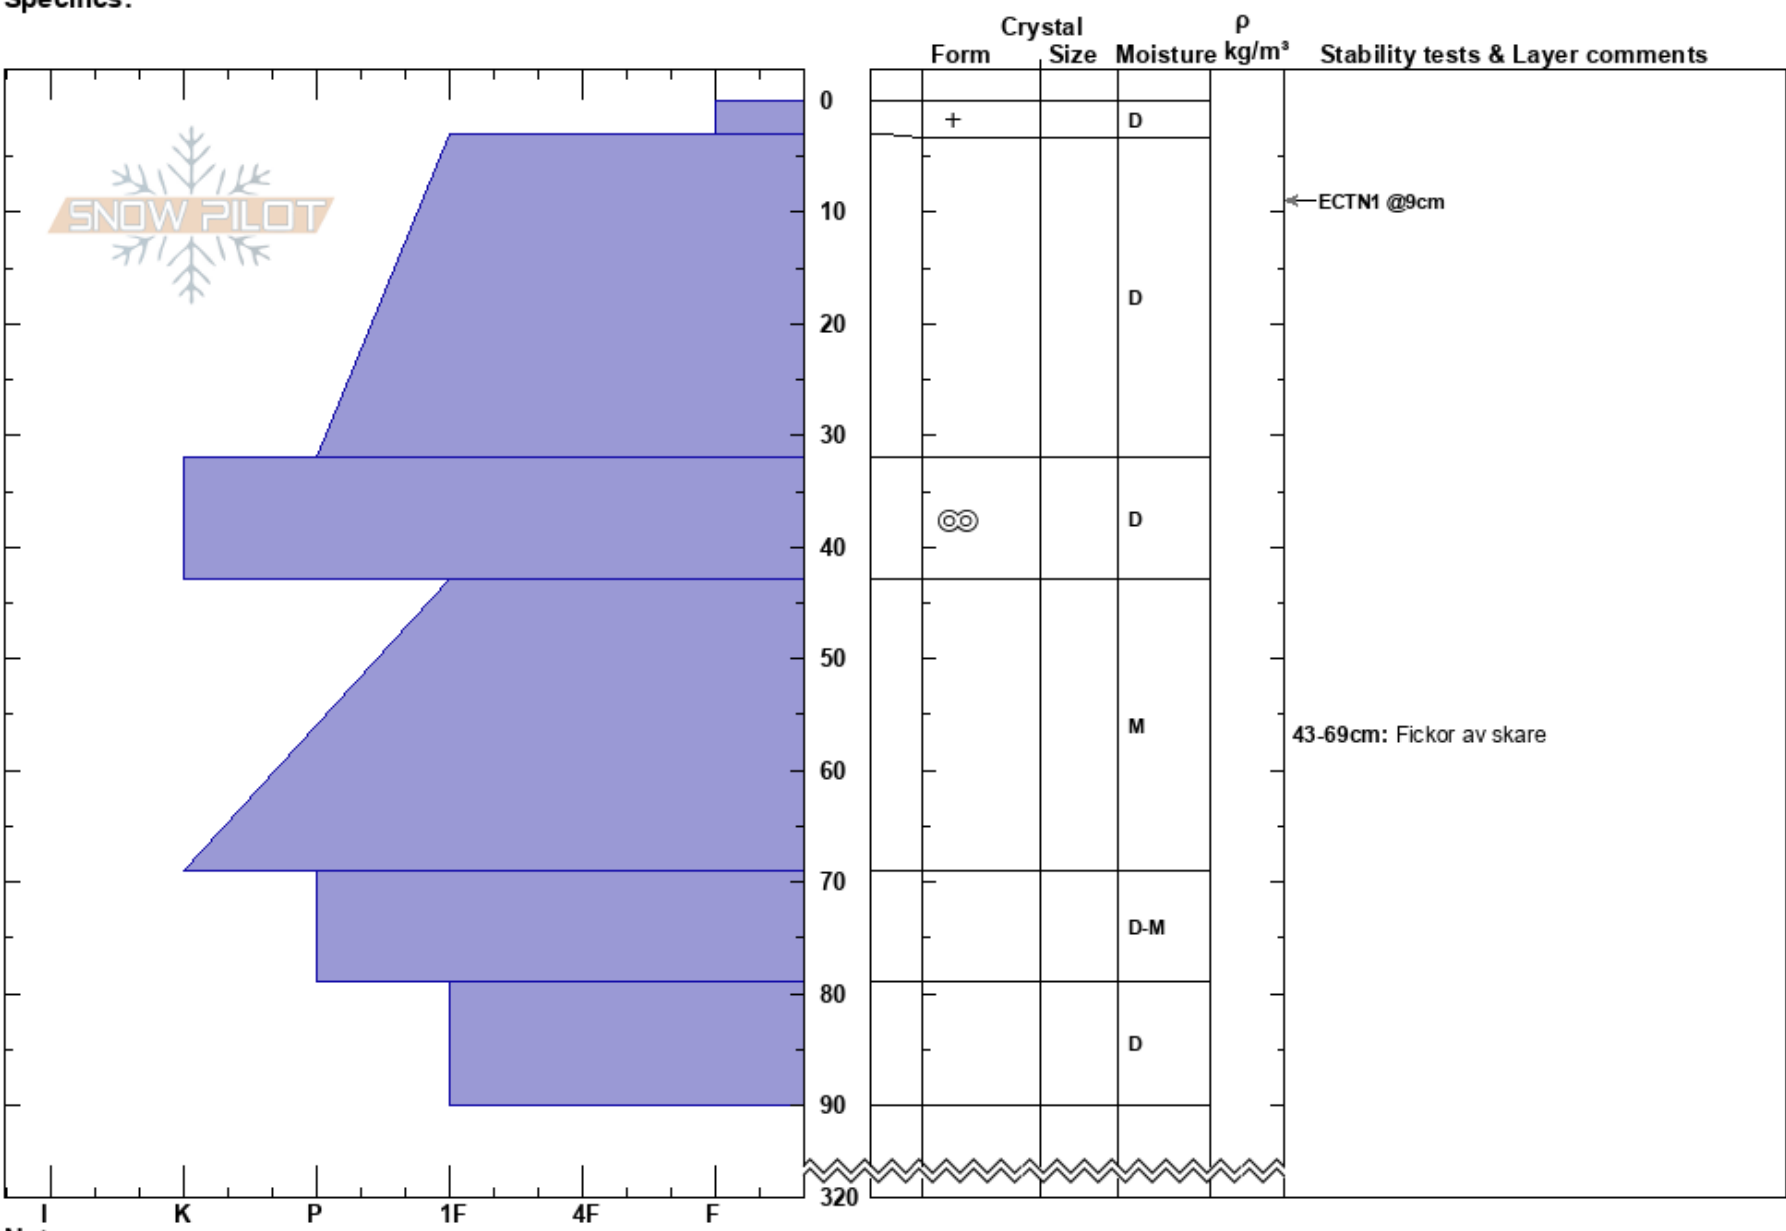 Specifics:
Crystal
ρ
Form Size Moisture kg/m³ Stability tests & Layer comments
0
+ D
SNOW PILOT
10
ECTN1 @9cm
D
20
30
D
40
50
M
43-69cm: Fickor av skare
60
70
D-M
80
D
90
320
I K P 1F 4F F